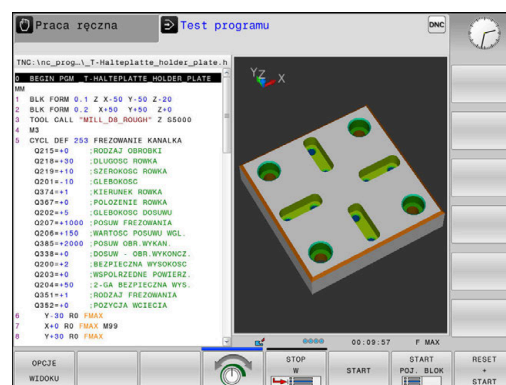 Praca ręczna
Test programu
DNC
TNC:\nc_prog…\_T-Halteplatte_holder_plate.h
0 BEGIN PGM _T-HALTEPLATTE_HOLDER_PLATE
MM
1 BLK FORM 0.1 Z X-50 Y-50 Z-20
2 BLK FORM 0.2 X+50 Y+50 Z+0
3 TOOL CALL "MILL_D8_ROUGH" Z G5000
4 M3
5 CYCL DEF 253 FREZOWANIE KANALKA
Q215=+0 ;RODZAJ OBROBKI
Q218=+30 ;DLUGOSC ROWKA
Q219=+10 ;SZEROKOSC ROWKA
Q201=-10 ;GLEBOKOSC
Q374=+1 ;KIERUNEK ROWKA
Q367=+0 ;POLOZENIE ROWKA
Q202=+5 ;GLEBOKOSC DOSUWU
Q207=+1000 ;POSUW FREZOWANIA
Q206=+150 ;WARTOSC POSUWU WGL.
Q385=+2000 ;POSUW OBR.WYKAN.
Q338=+0 ;DOSUW - OBR.WYKONCZ.
Q200=+2 ;BEZPIECZNA WYSOKOSC
Q203=+0 ;WSPOLRZEDNE POWIERZ.
Q204=+50 ;2-GA BEZPIECZNA WYS.
Q351=+1 ;RODZAJ FREZOWANIA
Q352=+0 ;POZYCJA WCIECIA
6 Y-30 R0 FMAX
7 X+0 R0 FMAX M99
8 Y+30 R0 FMAX
Y Z X
00:09:57 F MAX
OPCJE
WIDOKU
STOP
W
START
START
POJ. BLOK
RESET
+
START